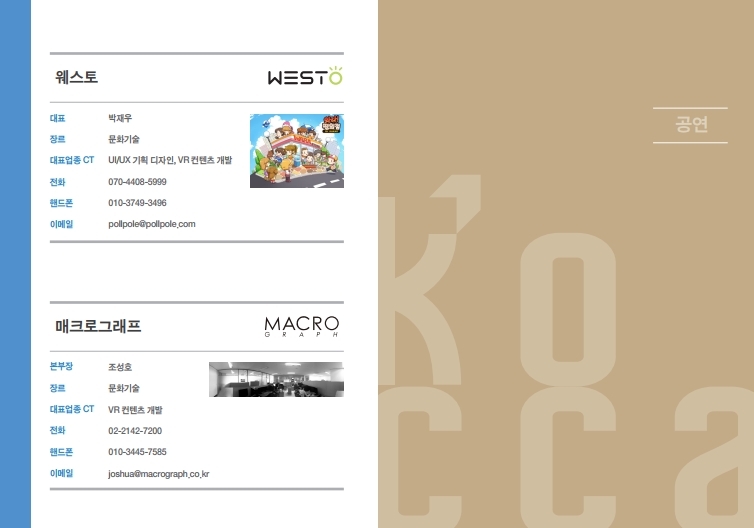 웨스토
WESTO
대표 박재우
장르 문화기술
대표업종 CT UI/UX 기획 디자인, VR 컨텐츠 개발
전화 070-4408-5999
핸드폰 010-3749-3496
이메일 pollpole@pollpole.com
매크로그래프
MACRO
GRAPH
본부장 조성호
장르 문화기술
대표업종 CT VR 컨텐츠 개발
전화 02-2142-7200
핸드폰 010-3445-7585
이메일 joshua@macrograph.co.kr
공연
k'o
cca